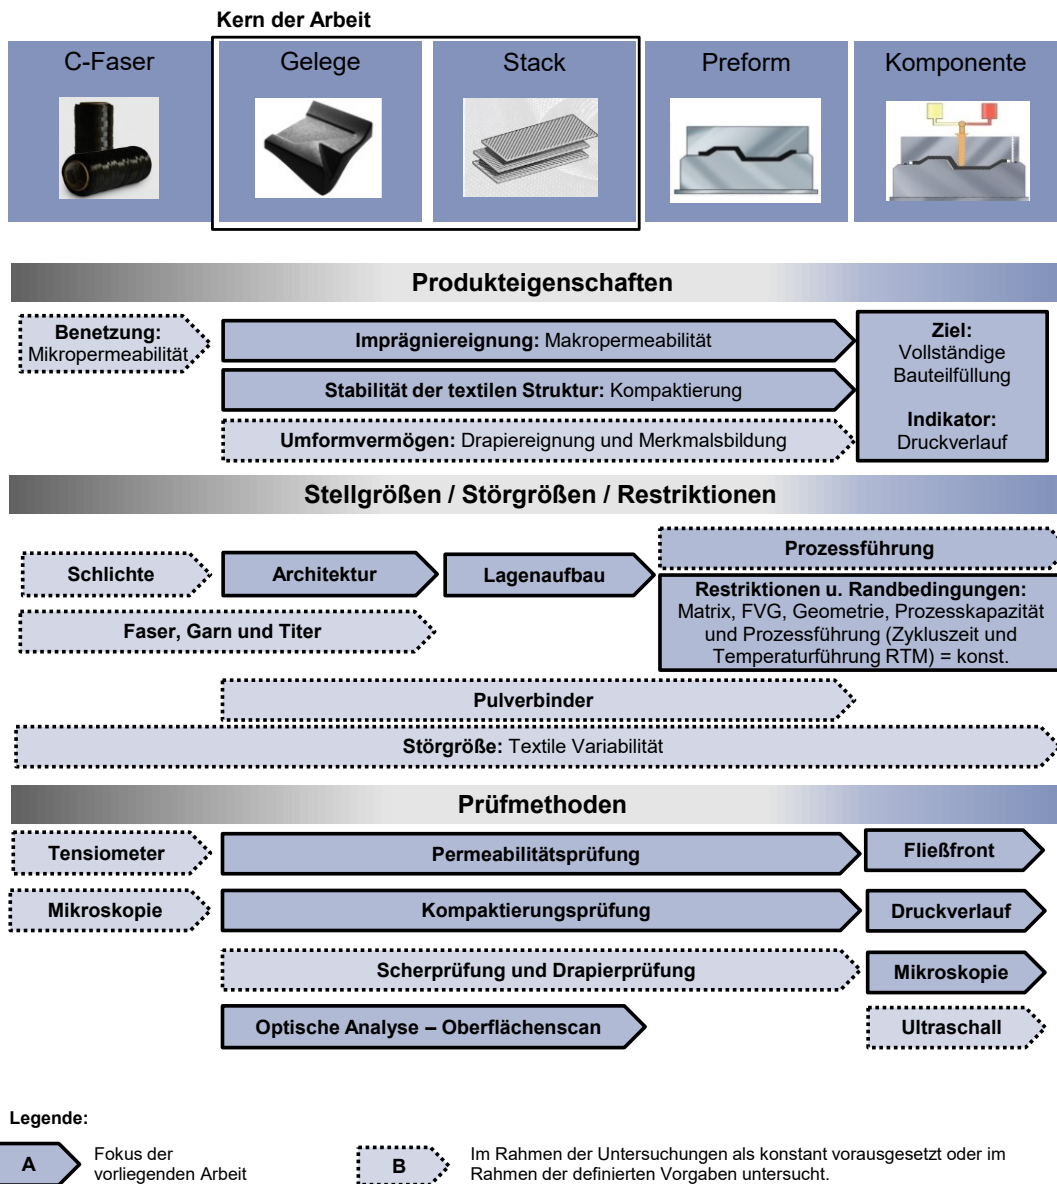 Kern der Arbeit
C-Faser
Gelege
Stack
Preform
Komponente
Produkteigenschaften
Benetzung:
Mikropermeabilität
Imprägniereignung: Makropermeabilität
Stabilität der textilen Struktur: Kompaktierung
Umformvermögen: Drapiereignung und Merkmalsbildung
Ziel:
Vollständige
Bauteilfüllung
Indikator:
Druckverlauf
Stellgrößen / Störgrößen / Restriktionen
Schlichte
Architektur
Lagenaufbau
Prozessführung
Restriktionen u. Randbedingungen:
Matrix, FVG, Geometrie, Prozesskapazität
und Prozessführung (Zykluszeit und
Temperaturführung RTM) = konst.
Faser, Garn und Titer
Pulverbinder
Störgröße: Textile Variabilität
Prüfmethoden
Tensiometer
Permeabilitätsprüfung
Fließfront
Mikroskopie
Kompaktierungsprüfung
Druckverlauf
Scherprüfung und Drapierprüfung
Mikroskopie
Optische Analyse – Oberflächenscan
Ultraschall
Legende:
A
Fokus der
vorliegenden Arbeit
B
Im Rahmen der Untersuchungen als konstant vorausgesetzt oder im
Rahmen der definierten Vorgaben untersucht.